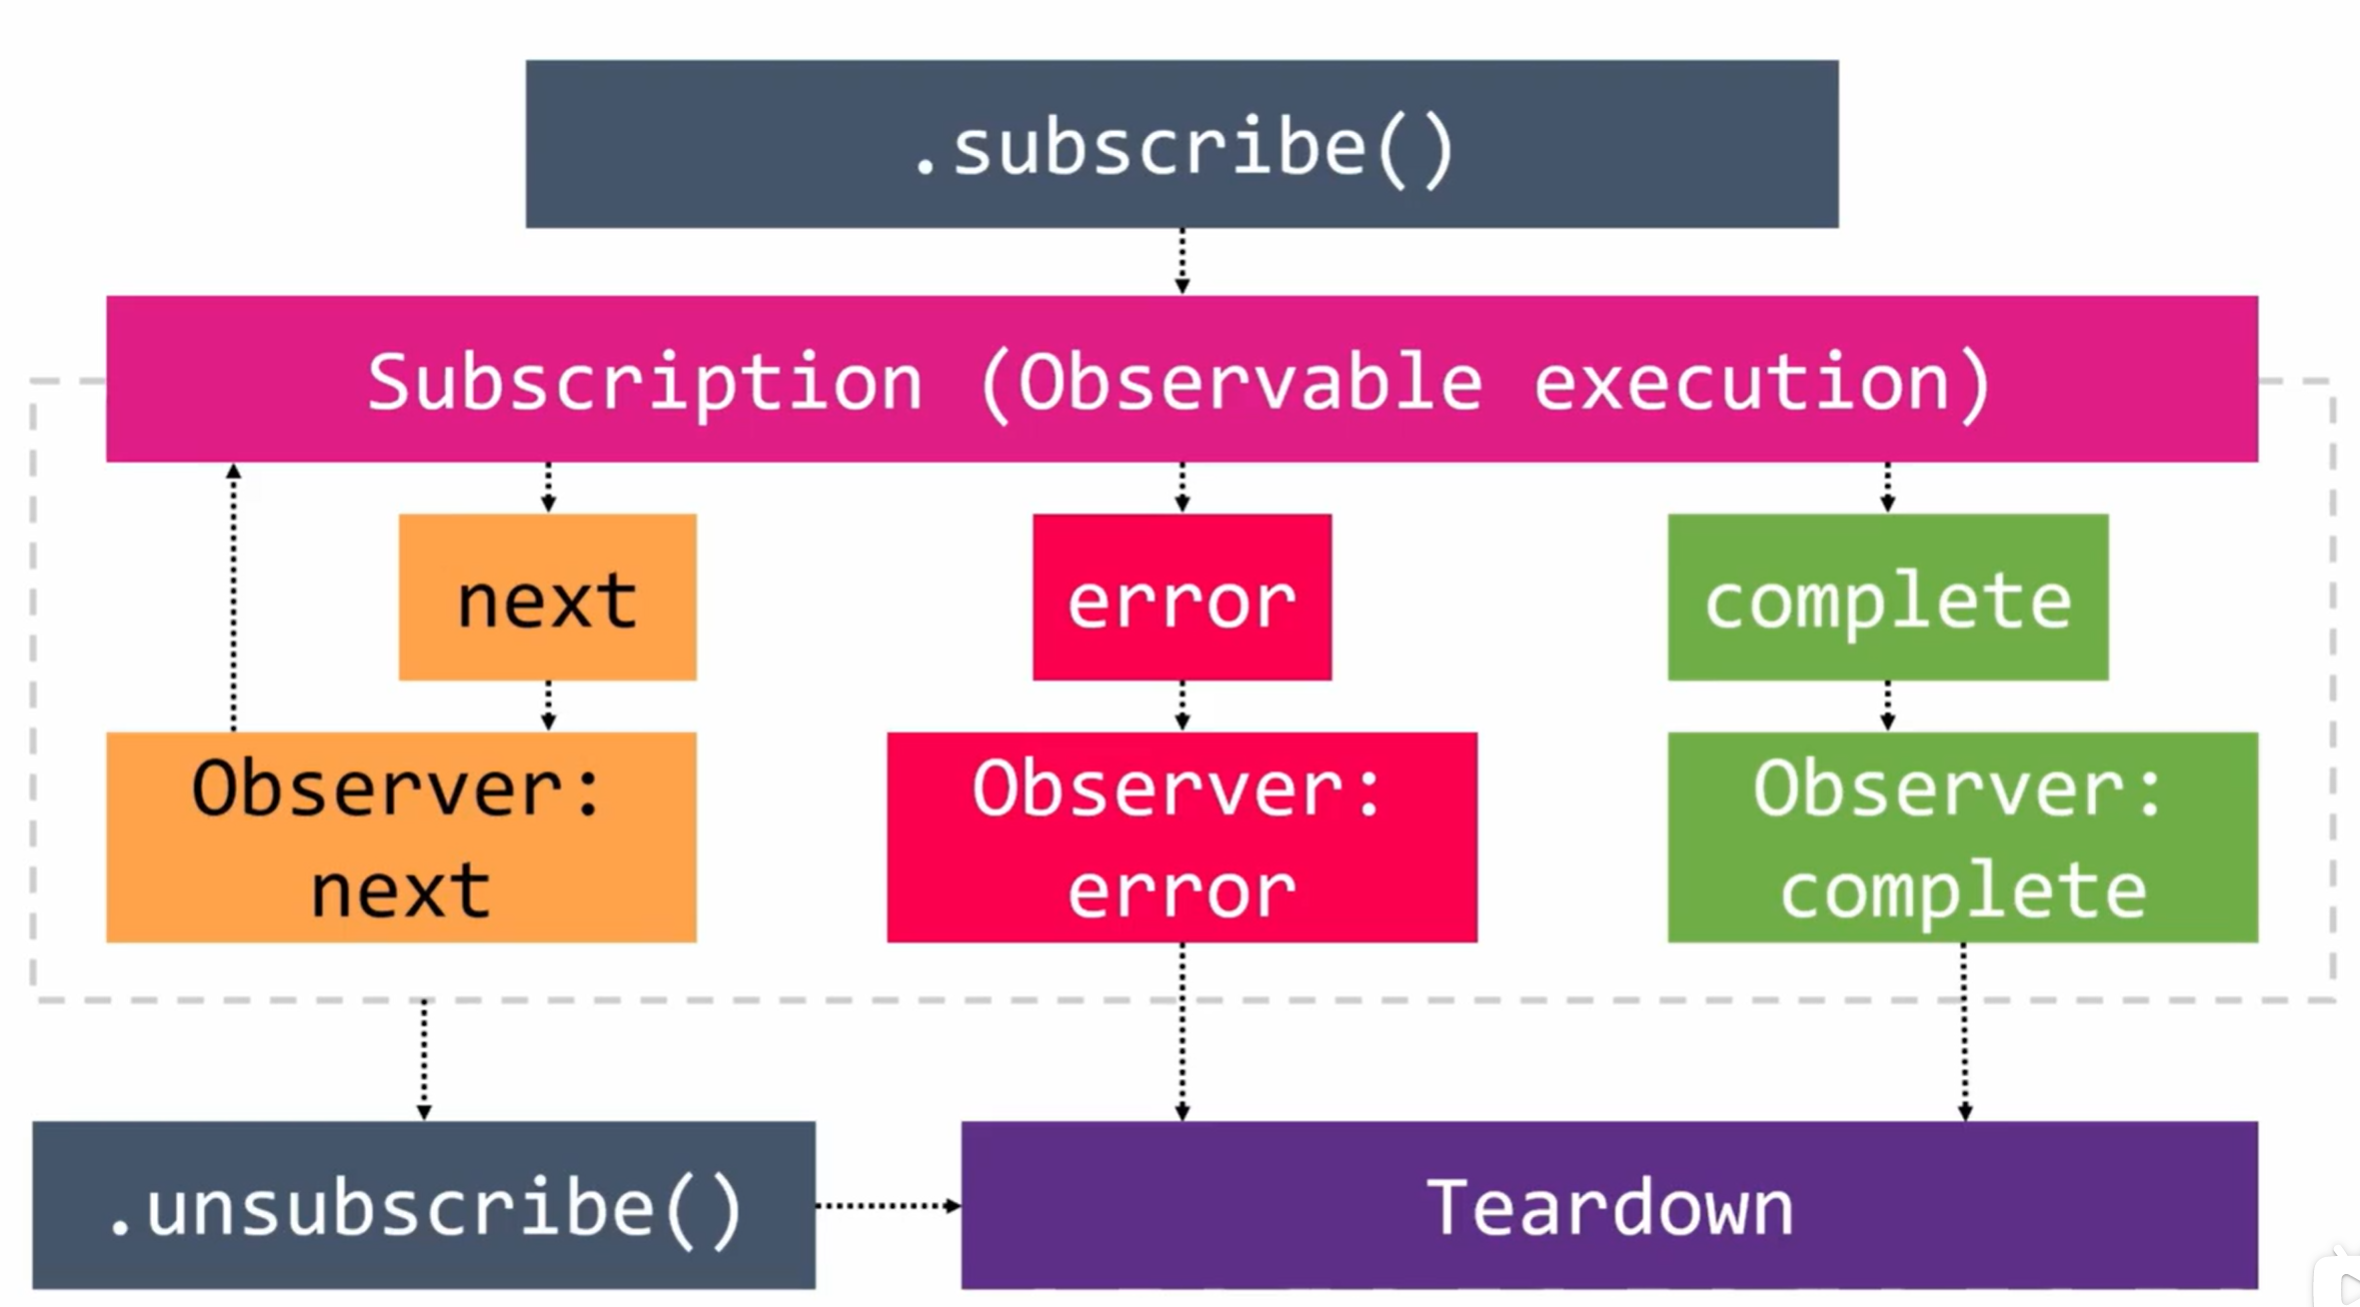 .subscribe()
Subscription (Observable execution)
next
error
complete
Observer:
next
Observer:
error
Observer:
complete
.unsubscribe()
Teardown